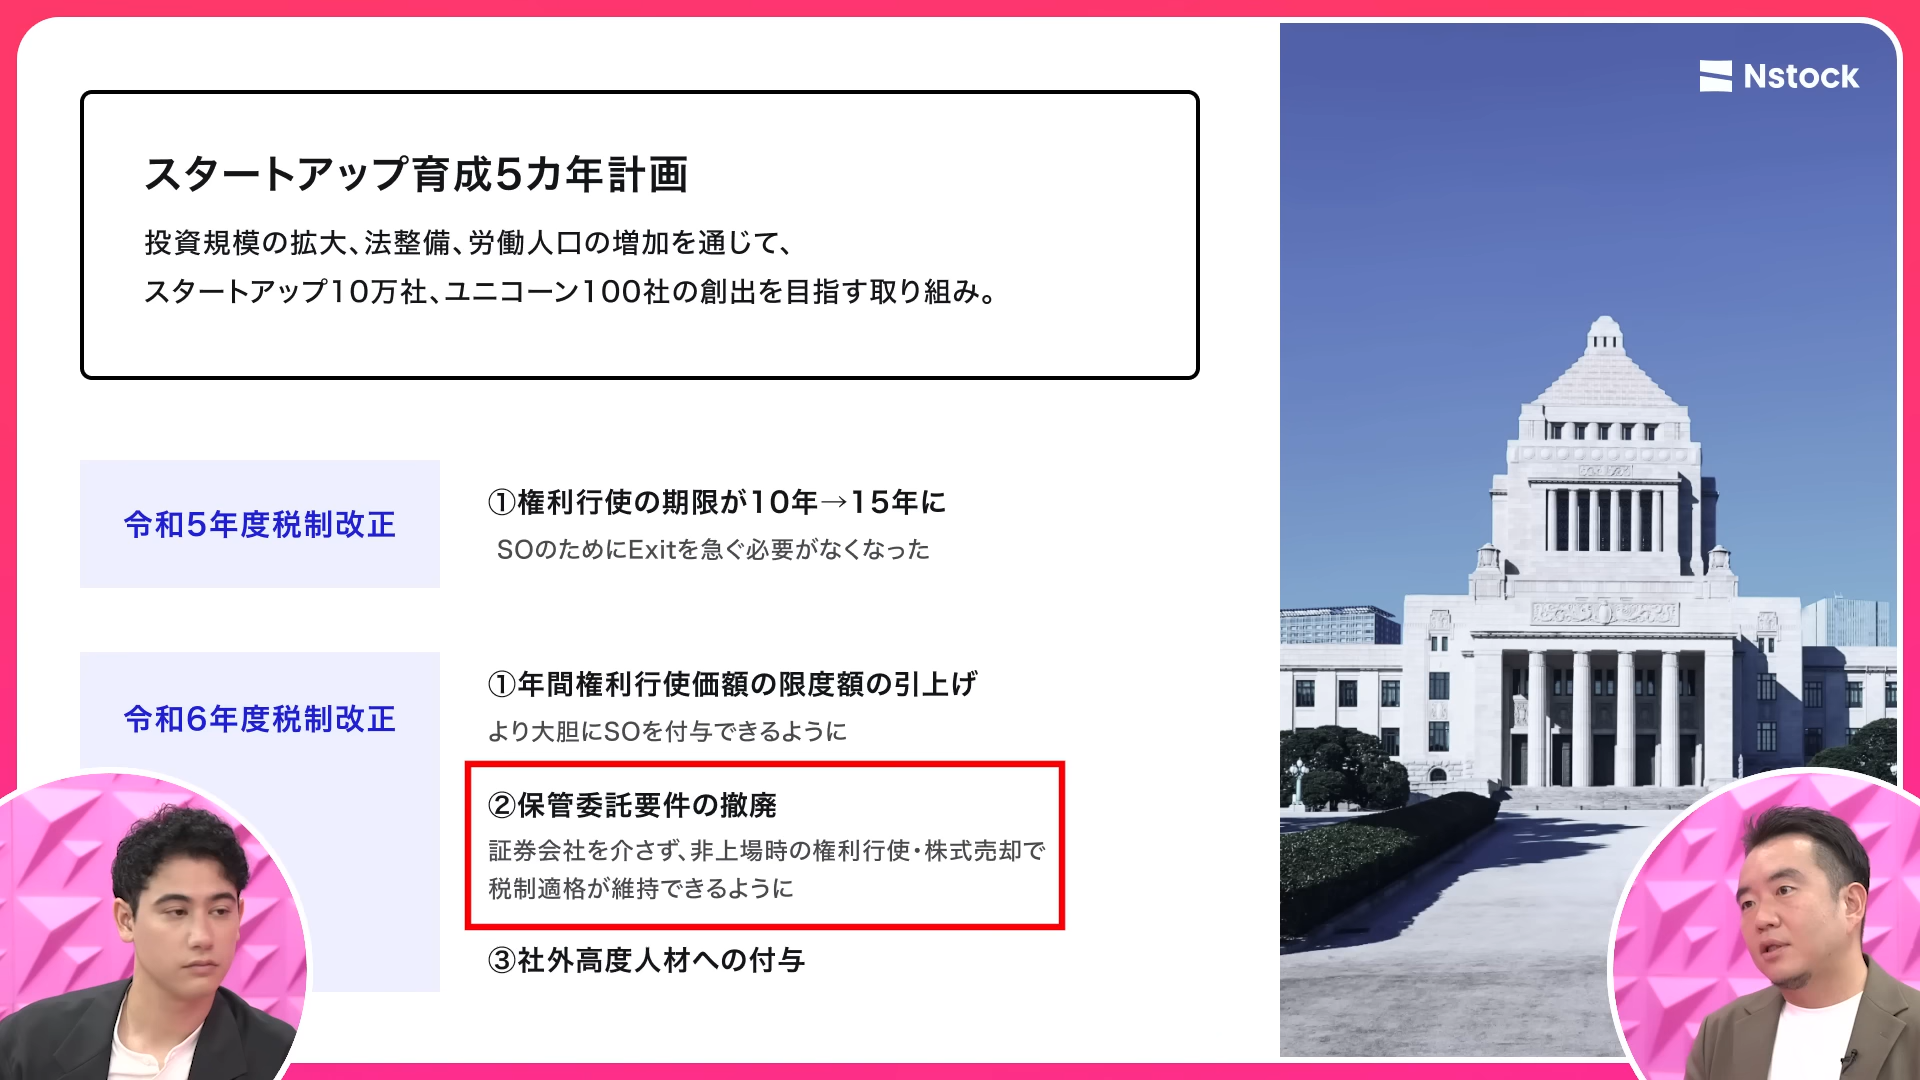 Nstock
スタートアップ育成5カ年計画
投資規模の拡大、法整備、労働人口の増加を通じて、
スタートアップ10万社、ユニコーン100社の創出を目指す取り組み。
令和5年度税制改正
①権利行使の期限が10年→15年に
SOのためにExitを急ぐ必要がなくなった
令和6年度税制改正
①年間権利行使価額の限度額の引上げ
より大胆にSOを付与できるように
②保管委託要件の撤廃
証券会社を介さず、非上場時の権利行使・株式売却で
税制適格が維持できるように
③社外高度人材への付与